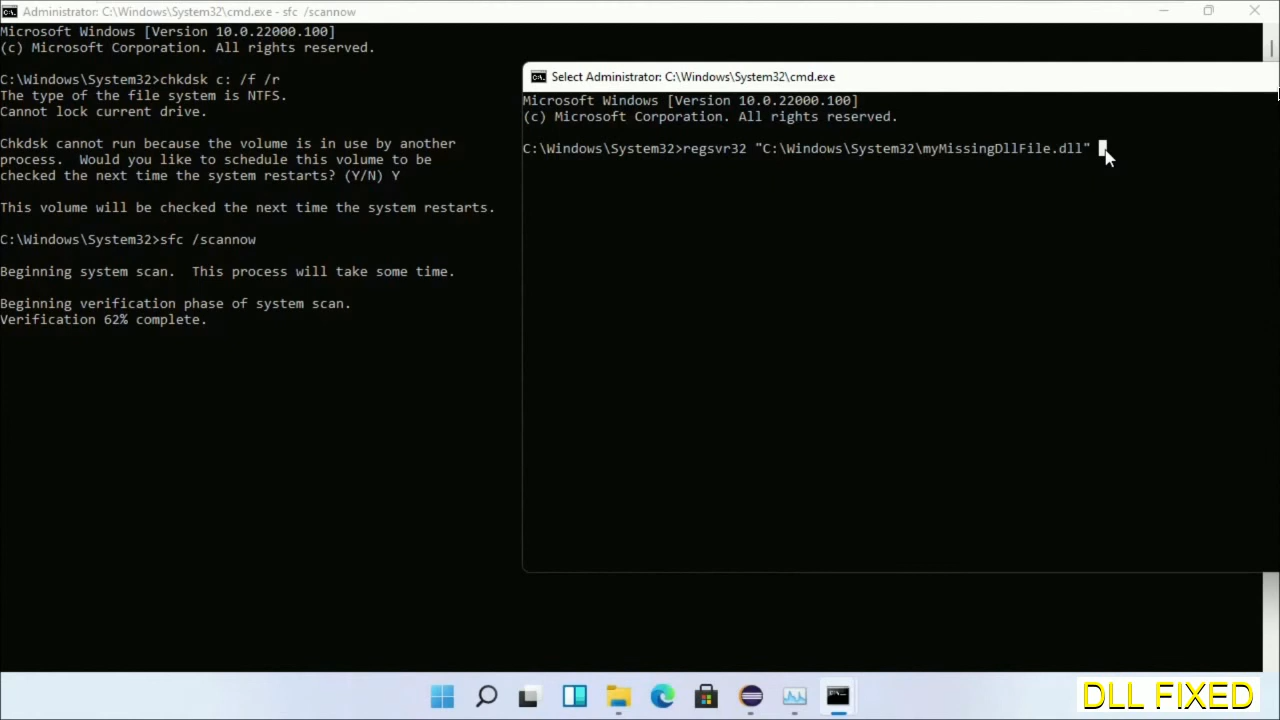 Administrator: C:\Windows\System32\cmd.exe - sfc /scannow
Microsoft Windows [Version 10.0.22000.100]
(c) Microsoft Corporation. All rights reserved.
C:\Windows\System32>chkdsk c: /f /r
The type of the file system is NTFS.
Cannot lock current drive.
Chkdsk cannot run because the volume is in use by another
process.  Would you like to schedule this volume to be
checked the next time the system restarts? (Y/N) Y
This volume will be checked the next time the system restarts.
C:\Windows\System32>sfc /scannow
Beginning system scan.  This process will take some time.
Beginning verification phase of system scan.
Verification 62% complete.
Select Administrator: C:\Windows\System32\cmd.exe
Microsoft Windows [Version 10.0.22000.100]
(c) Microsoft Corporation. All rights reserved.
C:\Windows\System32>regsvr32 "C:\Windows\System32\myMissingDllFile.dll"
DLL FIXED